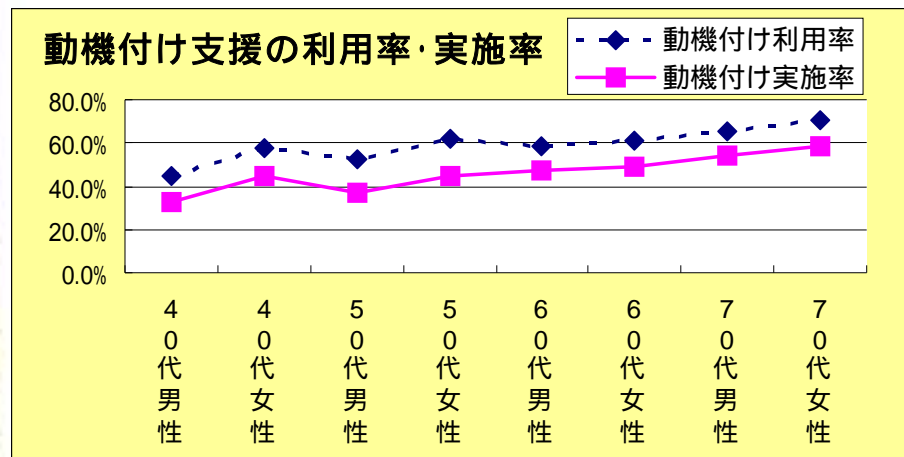 動機付け支援の利用率・実施率
動機付け利用率
動機付け実施率
80.0%
60.0%
40.0%
20.0%
0.0%
40代男性
40代女性
50代男性
50代女性
60代男性
60代女性
70代男性
70代女性